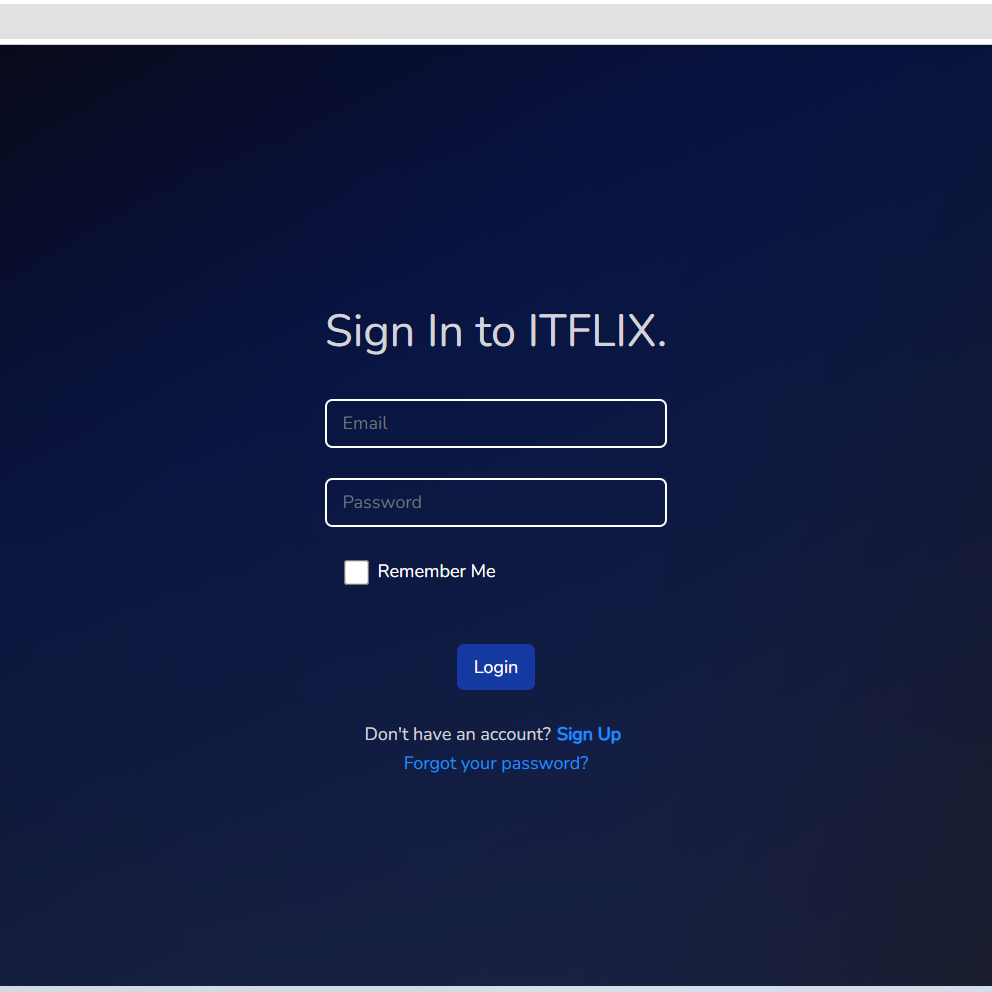 Sign In to ITFLIX.
Email
Password
Remember Me
Login
Don't have an account? Sign Up
Forgot your password?